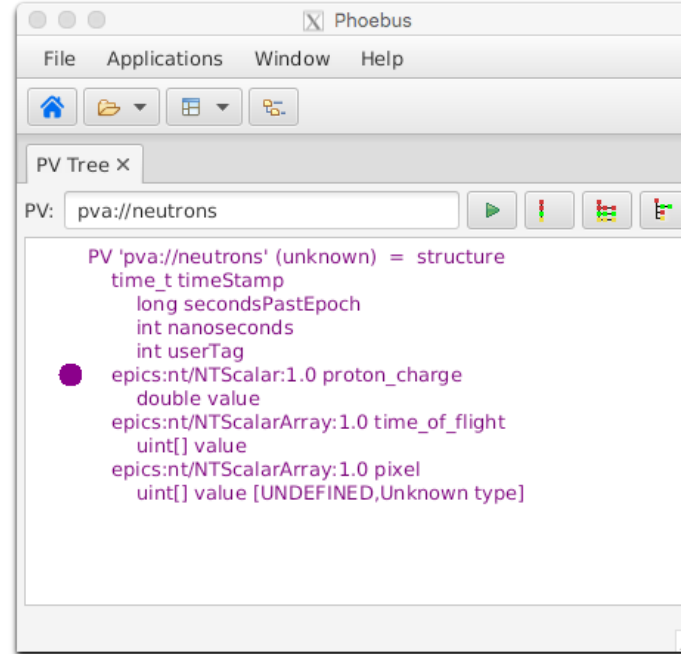 Phoebus
File Applications Window Help
PV Tree
PV: pva://neutrons
PV 'pva://neutrons' (unknown) = structure
time_t timeStamp
long secondsPastEpoch
int nanoseconds
int userTag
epics:nt/NTScalar:1.0 proton_charge
double value
epics:nt/NTScalarArray:1.0 time_of_flight
uint[] value
epics:nt/NTScalarArray:1.0 pixel
uint[] value [UNDEFINED,Unknown type]